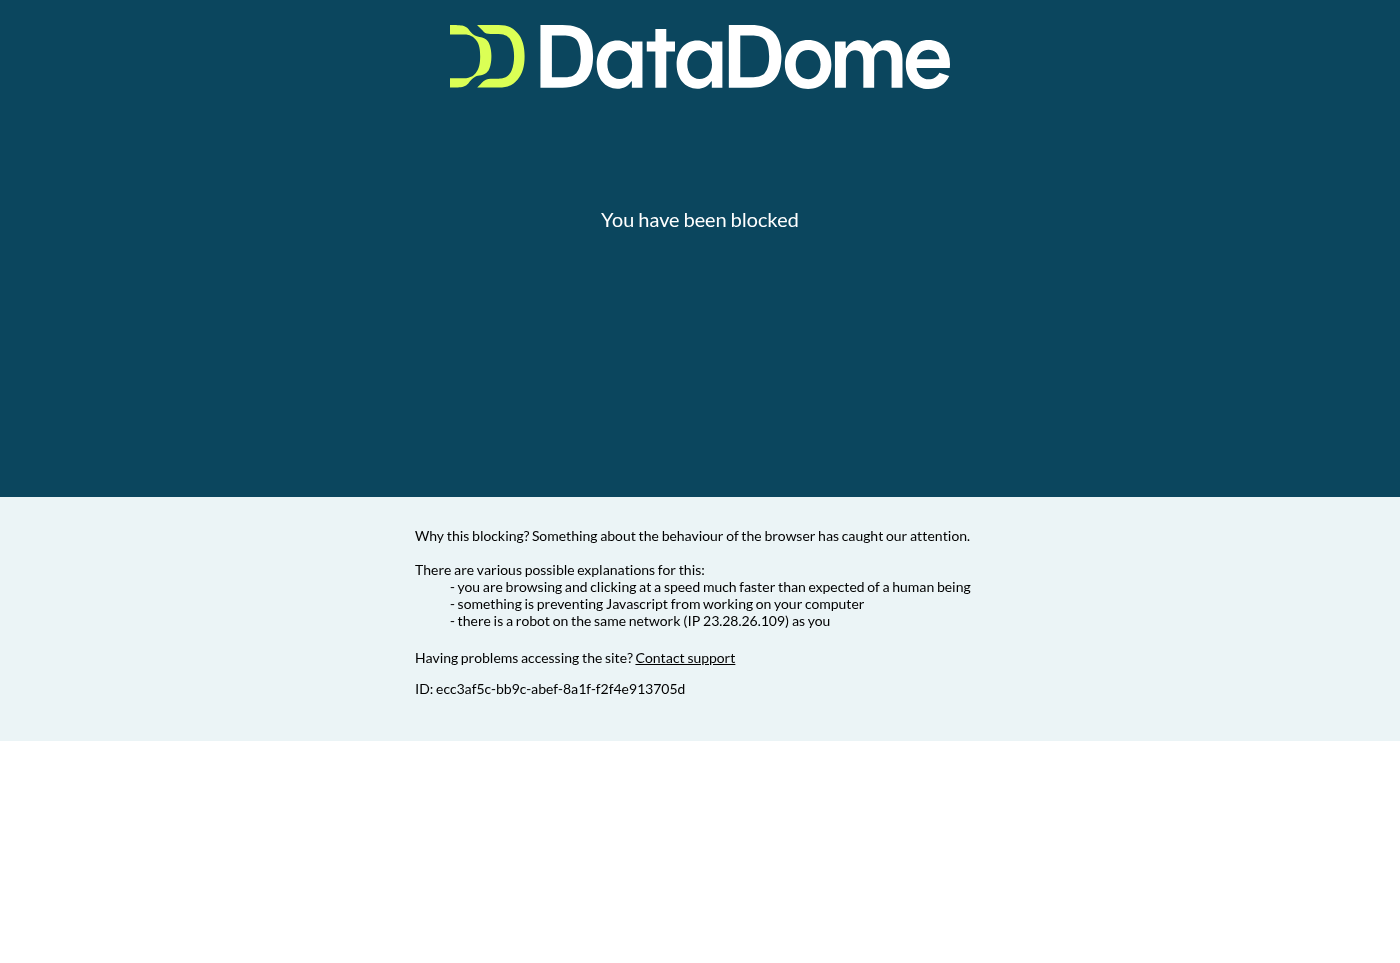 DataDome
You have been blocked
Why this blocking? Something about the behaviour of the browser has caught our attention.
There are various possible explanations for this:
- you are browsing and clicking at a speed much faster than expected of a human being
- something is preventing Javascript from working on your computer
- there is a robot on the same network (IP 23.28.26.109) as you
Having problems accessing the site? Contact support
ID: ecc3af5c-bb9c-abef-8a1f-f2f4e913705d